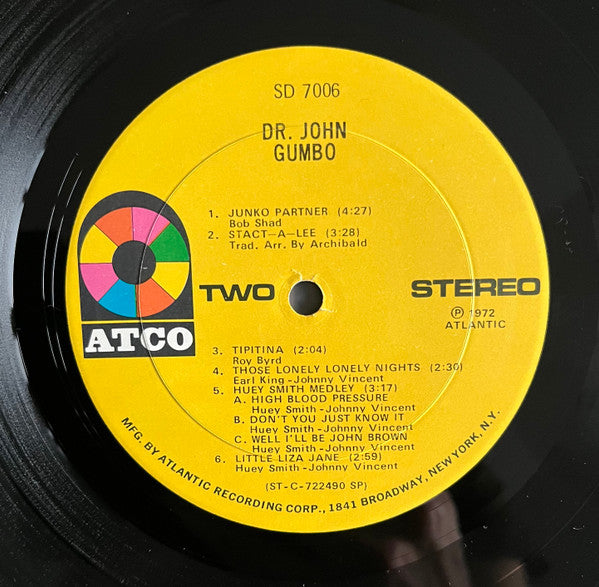 SD 7006
DR. JOHN
GUMBO
1. JUNKO PARTNER (4:27)
Bob Shad
2. STACT-A-LEE (3:28)
Trad. Arr. By Archibald
ATCO
TWO
STEREO
℗ 1972
ATLANTIC
3. TIPITINA (2:04)
Roy Byrd
4. THOSE LONELY LONELY NIGHTS (2:30)
Earl King-Johnny Vincent
5. HUEY SMITH MEDLEY (3:17)
A. HIGH BLOOD PRESSURE
Huey Smith-Johnny Vincent
B. DON'T YOU JUST KNOW IT
Huey Smith-Johnny Vincent
C. WELL I'LL BE JOHN BROWN
Huey Smith-Johnny Vincent
6. LITTLE LIZA JANE (2:59)
Huey Smith-Johnny Vincent
(ST-C-722490 SP)
MFG. BY ATLANTIC RECORDING CORP., 1841 BROADWAY, NEW YORK, N.Y.